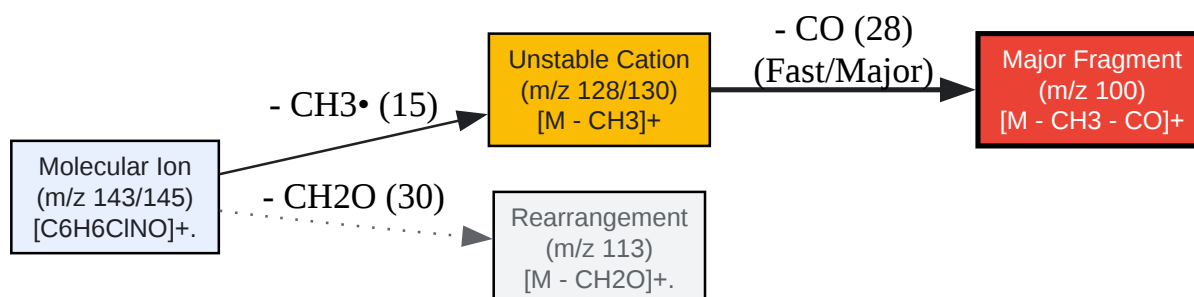 Molecular Ion
(m/z 143/145)
[C6H6ClNO]+.
- CH3• (15)
Unstable Cation
(m/z 128/130)
[M - CH3]+
- CO (28)
(Fast/Major)
Major Fragment
(m/z 100)
[M - CH3 - CO]+
- CH2O (30)
Rearrangement
(m/z 113)
[M - CH2O]+.